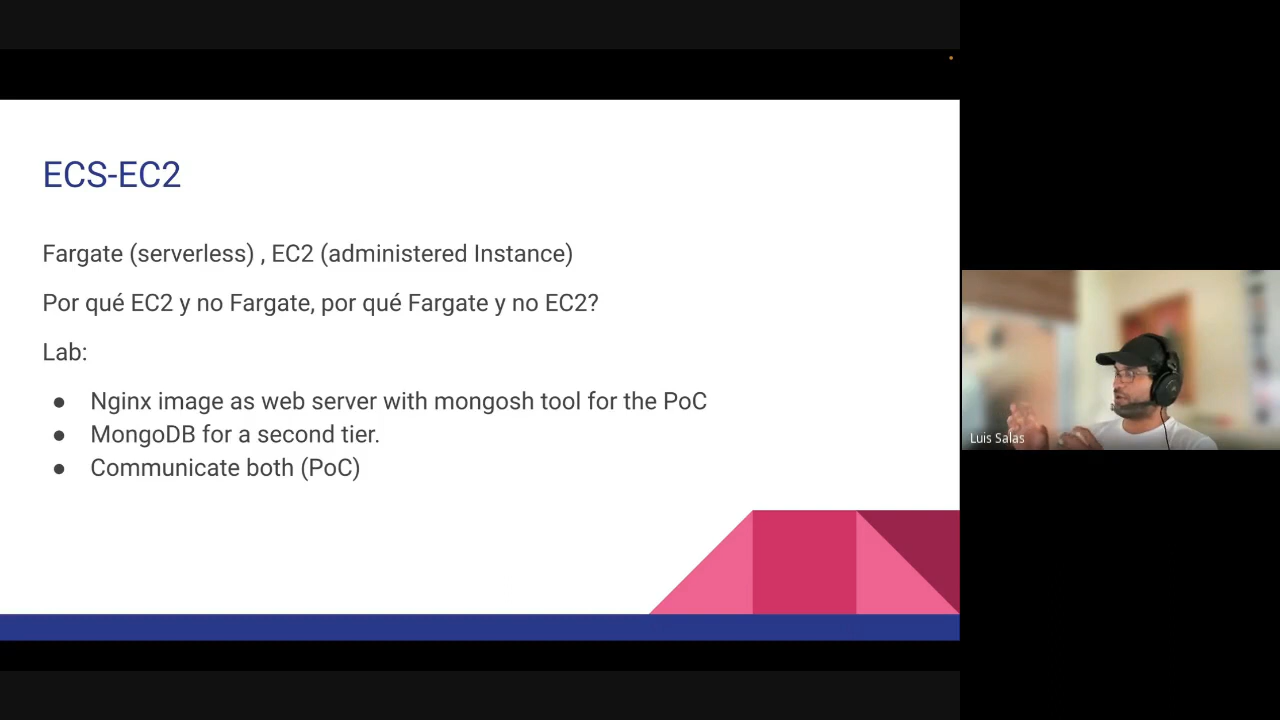 ECS-EC2
Fargate (serverless) , EC2 (administered Instance)
Por qué EC2 y no Fargate, por qué Fargate y no EC2?
Lab:
● Nginx image as web server with mongosh tool for the PoC
● MongoDB for a second tier.
● Communicate both (PoC)
Luis Salas